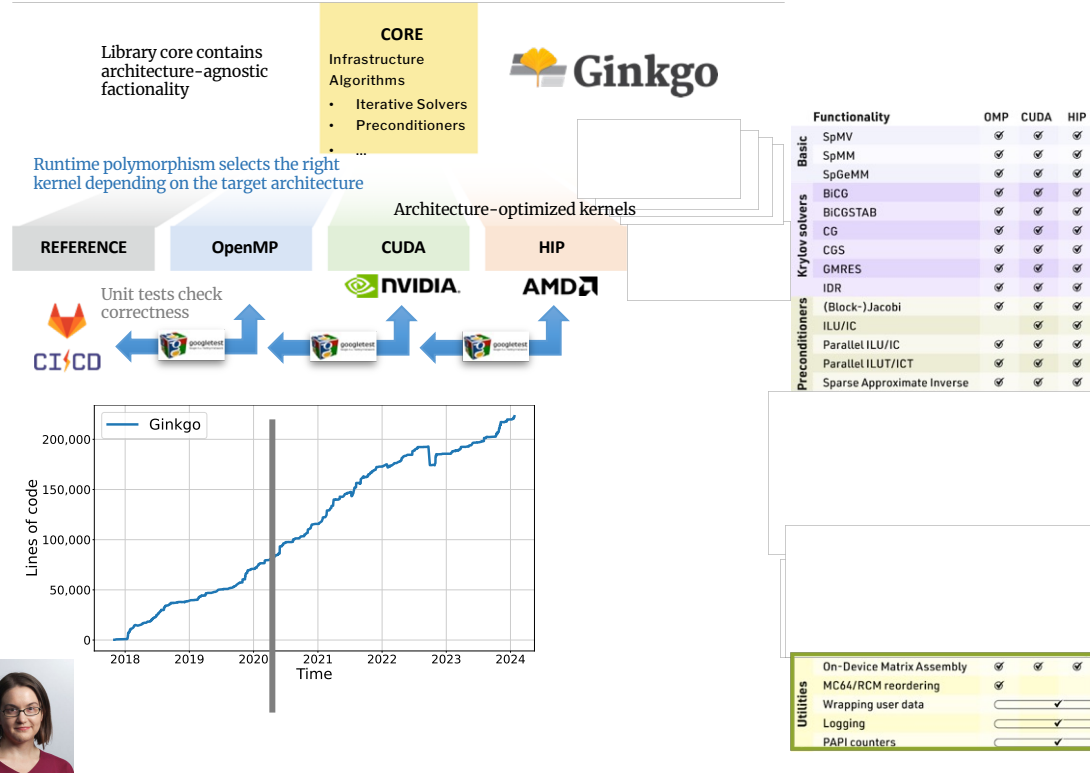 Library core contains
architecture-agnostic
factionality
CORE
Infrastructure
Algorithms
• Iterative Solvers
• Preconditioners
• ...
Ginkgo
Runtime polymorphism selects the right
kernel depending on the target architecture
Architecture-optimized kernels
REFERENCE
OpenMP
CUDA
HIP
NVIDIA.
AMD
Unit tests check
correctness
CI/CD
googletest
googletest
googletest
Ginkgo
Lines of code
200,000
150,000
100,000
50,000
0
2018 2019 2020 2021 2022 2023 2024
Time
Functionality OMP CUDA HIP
Basic
SpMV
SpMM
SpGeMM
Krylov solvers
BiCG
BiCGSTAB
CG
CGS
GMRES
IDR
Preconditioners
(Block-)Jacobi
ILU/IC
Parallel ILU/IC
Parallel ILUT/ICT
Sparse Approximate Inverse
Utilities
On-Device Matrix Assembly
MC64/RCM reordering
Wrapping user data
Logging
PAPI counters